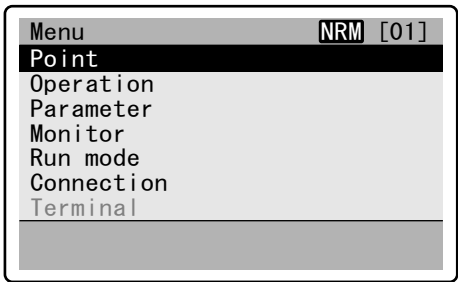 Menu NRM [01]
Point
Operation
Parameter
Monitor
Run mode
Connection
Terminal